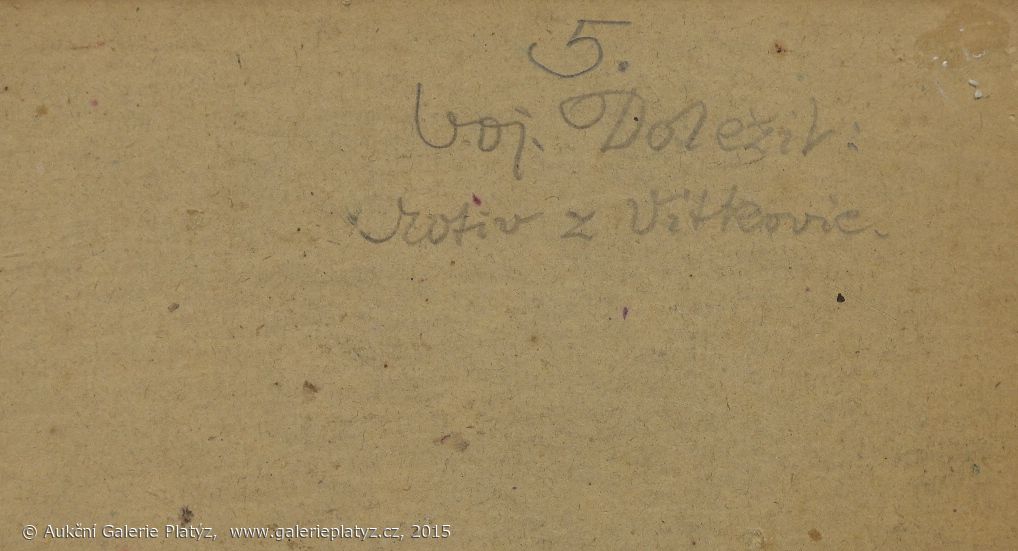 5.
Voj. Doležil:
Motiv z Vítkovic.
© Aukční Galerie Platýz, www.galerieplatyz.cz, 2015